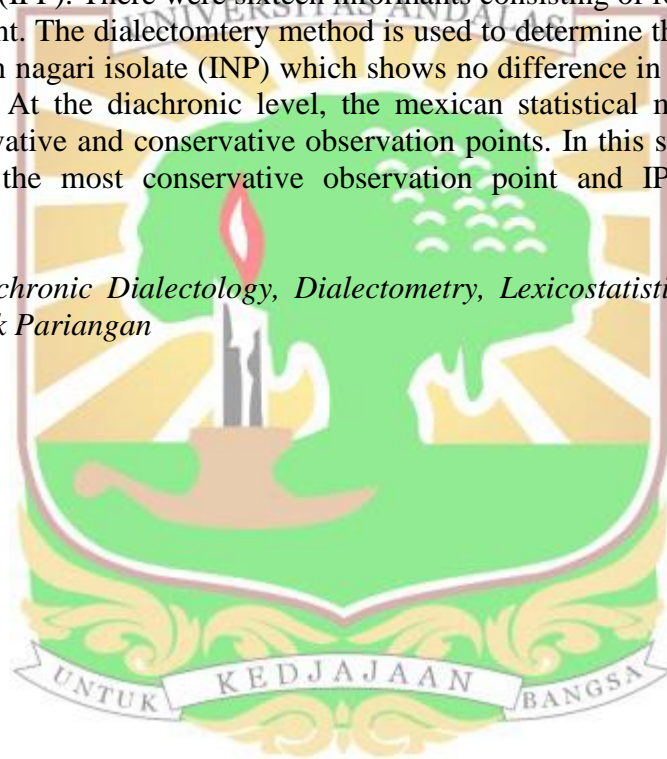 (IPP). There were sixteen informants consisting of
UNIVERSITAS ANDALAS
nt. The dialectomtery method is used to determine th
n nagari isolate (INP) which shows no difference in
At the diachronic level, the mexican statistical m
vative and conservative observation points. In this s
the most conservative observation point and IP
chronic Dialectology, Dialectometry, Lexicostatisti
k Pariangan
UNTUK KEDJAJAAN BANGSA